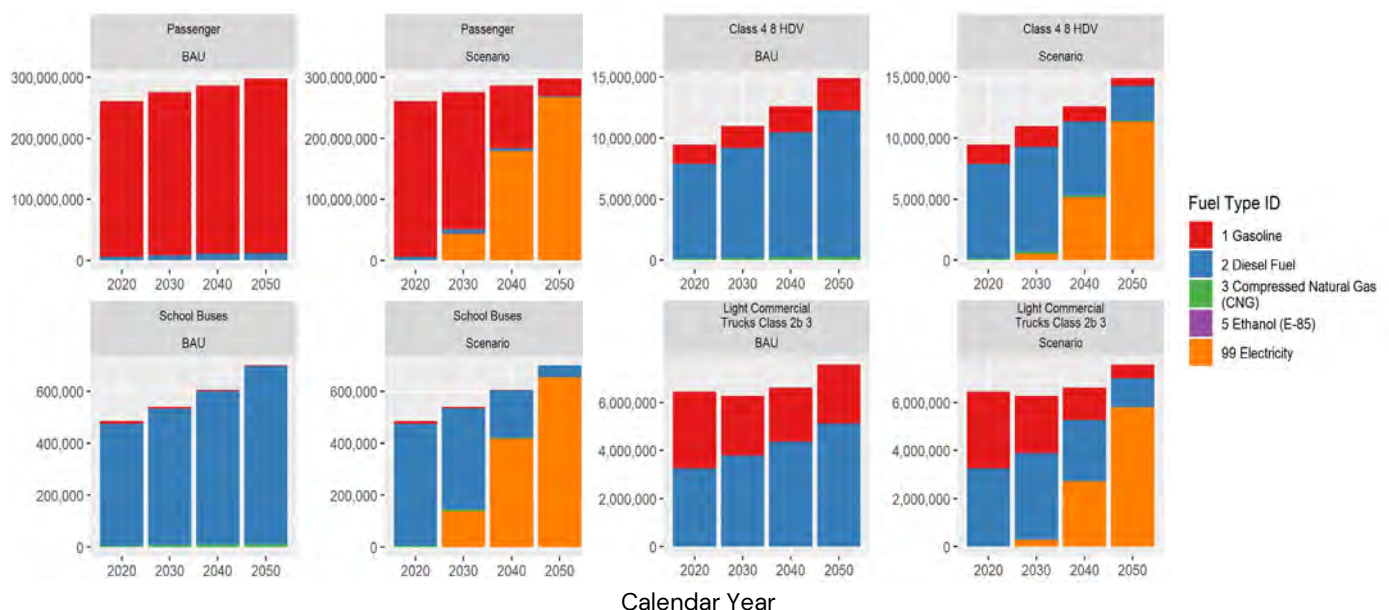 Passenger
BAU
300,000,000
200,000,000
100,000,000
0
2020 2030 2040 2050
Passenger
Scenario
300,000,000
200,000,000
100,000,000
0
2020 2030 2040 2050
Class 4 8 HDV
BAU
15,000,000
10,000,000
5,000,000
0
2020 2030 2040 2050
Class 4 8 HDV
Scenario
15,000,000
10,000,000
5,000,000
0
2020 2030 2040 2050
School Buses
BAU
600,000
400,000
200,000
0
2020 2030 2040 2050
School Buses
Scenario
600,000
400,000
200,000
0
2020 2030 2040 2050
Light Commercial
Trucks Class 2b 3
BAU
6,000,000
4,000,000
2,000,000
0
2020 2030 2040 2050
Light Commercial
Trucks Class 2b 3
Scenario
6,000,000
4,000,000
2,000,000
0
2020 2030 2040 2050
Calendar Year
Fuel Type ID
1 Gasoline
2 Diesel Fuel
3 Compressed Natural Gas
(CNG)
5 Ethanol (E-85)
99 Electricity